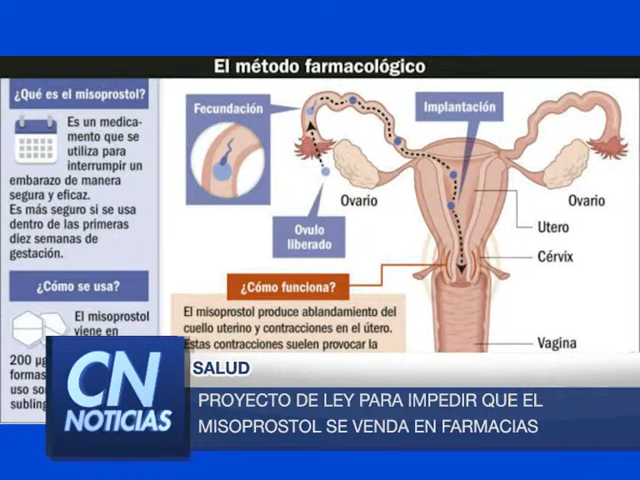 El método farmacológico
¿Qué es el misoprostol?
Es un medica-
mento que se
utiliza para
interrumpir un
embarazo de manera
segura y eficaz.
Es más seguro si se usa
dentro de las primeras
diez semanas de
gestación.
¿Cómo se usa?
El misoprostol
viene en
200 µg
formas
uso so
subling
Fecundación
Implantación
Ovario
Ovulo
liberado
Ovario
Utero
Cérvix
Vagina
¿Cómo funciona?
El misoprostol produce ablandamiento del
cuello uterino y contracciones en el útero.
Estas contracciones suelen provocar la
CN
NOTICIAS
SALUD
PROYECTO DE LEY PARA IMPEDIR QUE EL
MISOPROSTOL SE VENDA EN FARMACIAS